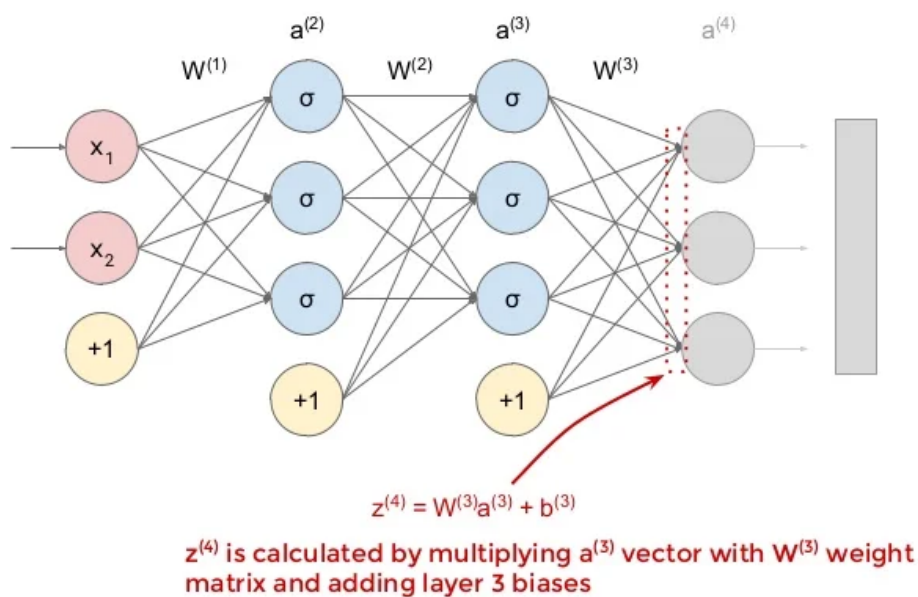 a(2) a(3) a(4)
W(1) W(2) W(3)
σ σ
x1
σ σ
x2
σ σ
+1
+1 +1
z(4) = W(3)a(3) + b(3)
z(4) is calculated by multiplying a(3) vector with W(3) weight
matrix and adding layer 3 biases